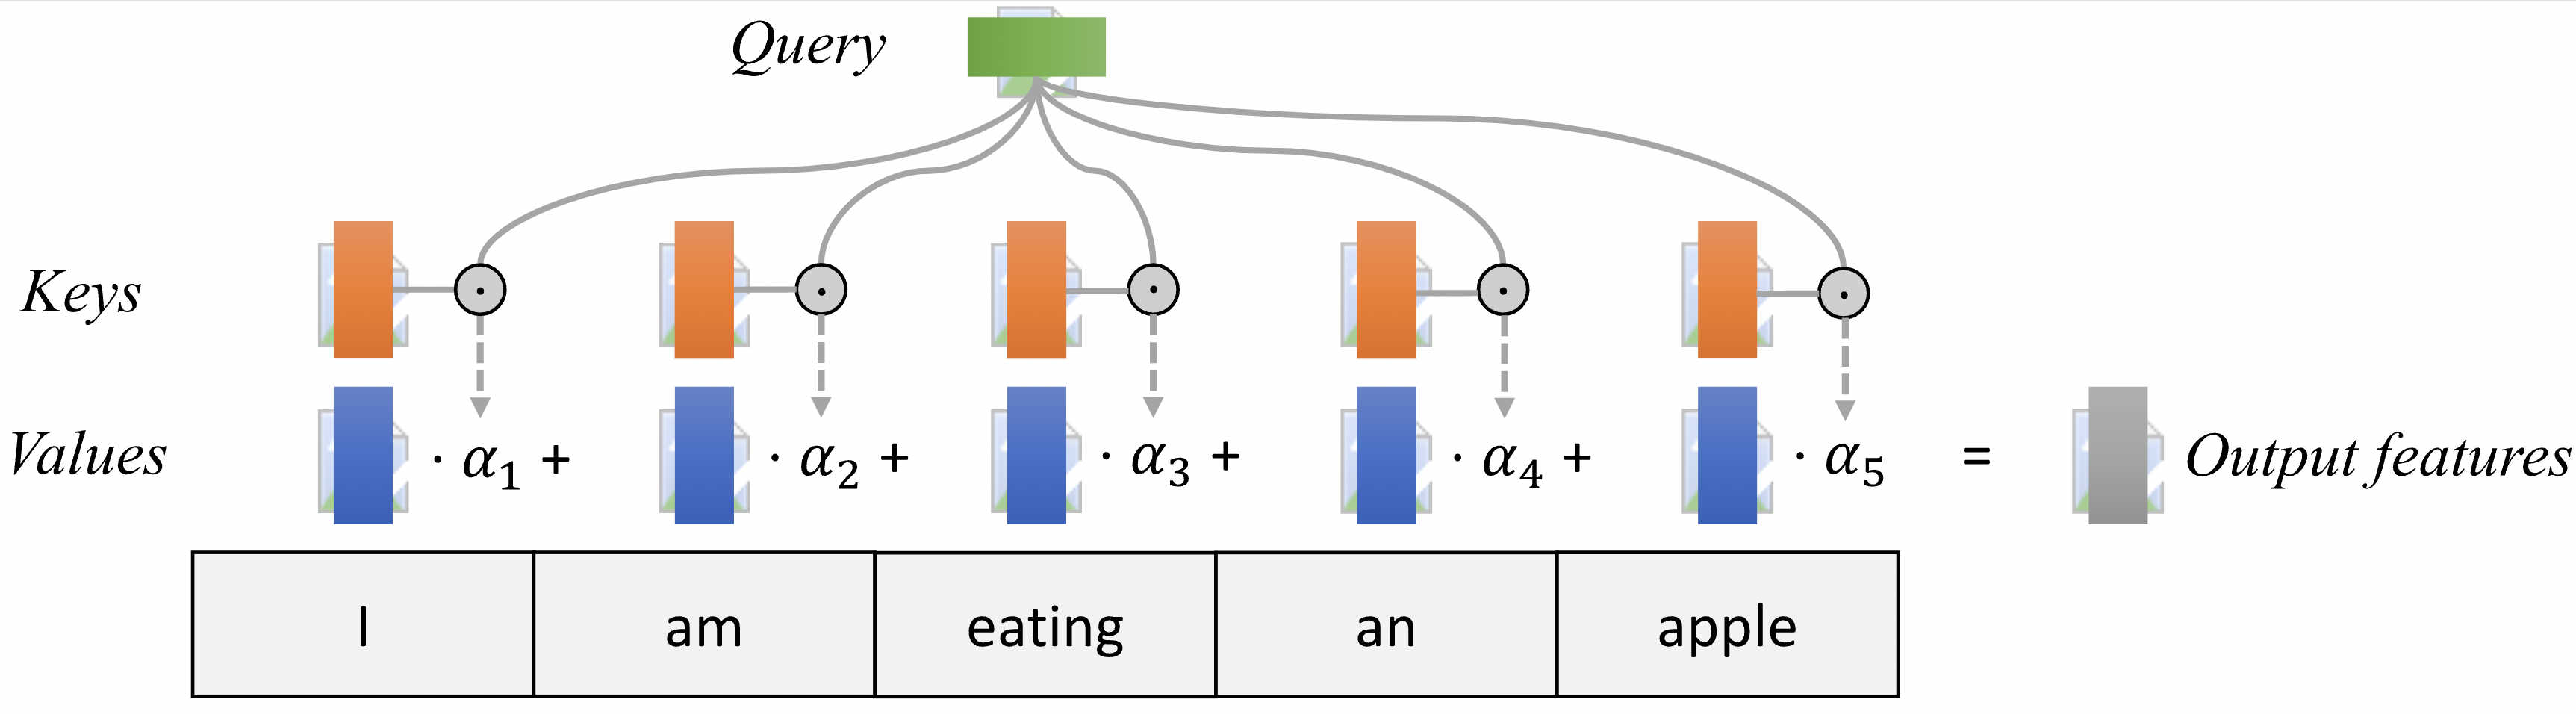 Query
Keys
Values · α₁ + · α₂ + · α₃ + · α₄ + · α₅ = Output features
I am eating an apple